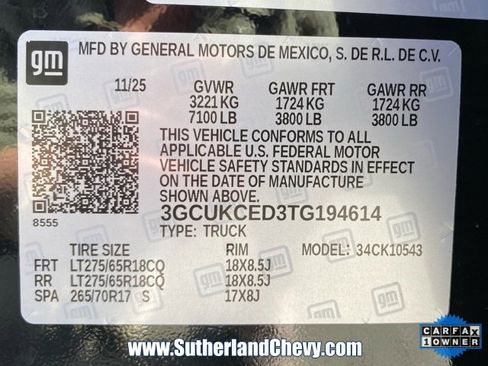 gm
MFD BY GENERAL MOTORS DE MEXICO, S. DE R.L. DE C.V.
11/25 GVWR GAWR FRT GAWR RR
3221 KG 1724 KG 1724 KG
7100 LB 3800 LB 3800 LB
THIS VEHICLE CONFORMS TO ALL
APPLICABLE U.S. FEDERAL MOTOR
VEHICLE SAFETY STANDARDS IN EFFECT
ON THE DATE OF MANUFACTURE
SHOWN ABOVE.
8555
3GCUKCED3TG194614
TYPE: TRUCK
TIRE SIZE RIM MODEL: 34CK10543
FRT LT275/65R18CQ 18X8.5J
RR LT275/65R18CQ 18X8.5J
SPA 265/70R17 S 17X8J
www.SutherlandChevy.com
CARFAX
1 OWNER